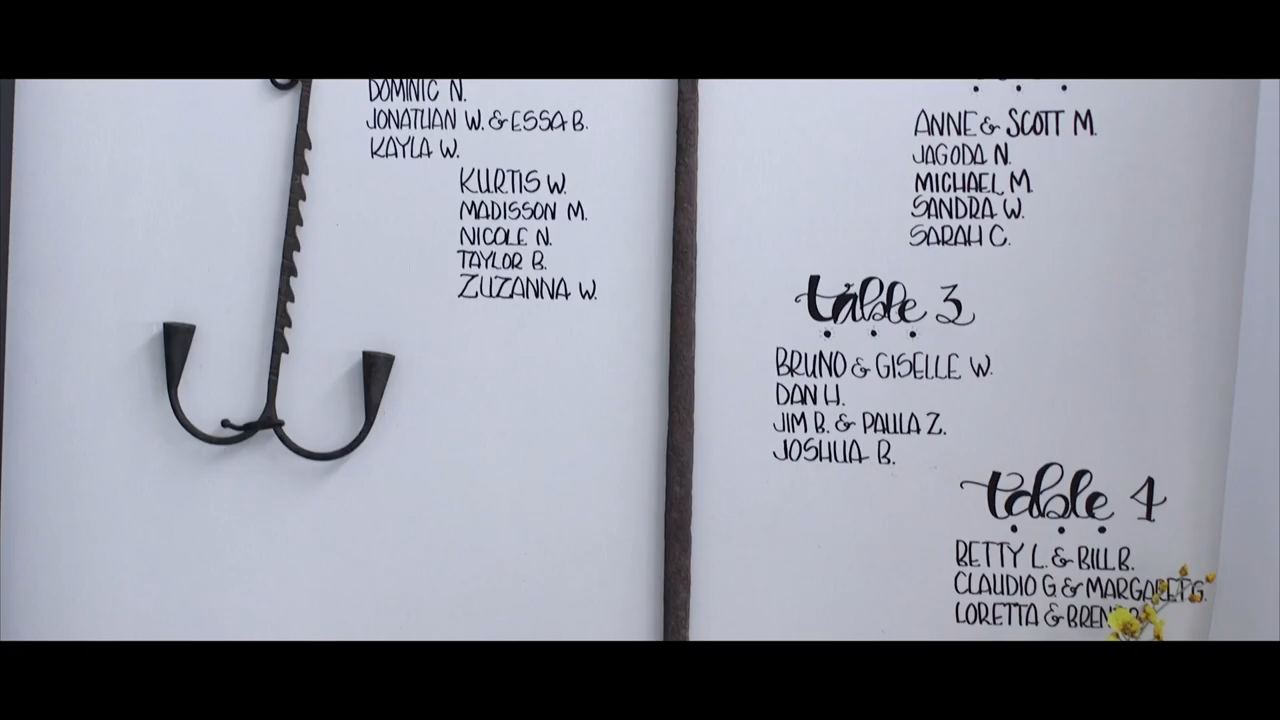 DOMINIC N.
JONATHAN W. & ESSA B.
KAYLA W.
KURTIS W.
MADISSON M.
NICOLE N.
TAYLOR B.
ZUZANNA W.
ANNE & SCOTT M.
JAGODA N.
MICHAEL M.
SANDRA W.
SARAH C.
table 3
BRUNO & GISELLE W.
DAN H.
JIM B. & PAULA Z.
JOSHUA B.
table 4
BETTY L. & BILL B.
CLAUDIO G & MARGARET G.
LORETTA &